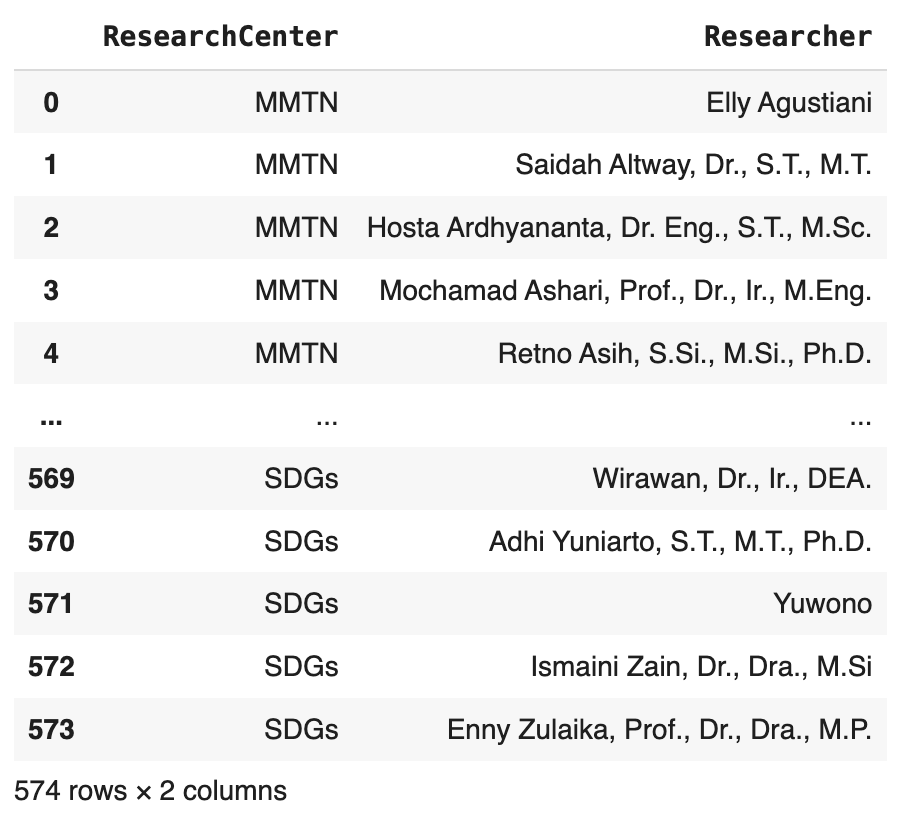 ResearchCenter Researcher
0 MMTN Elly Agustiani
1 MMTN Saidah Altway, Dr., S.T., M.T.
2 MMTN Hosta Ardhyananta, Dr. Eng., S.T., M.Sc.
3 MMTN Mochamad Ashari, Prof., Dr., Ir., M.Eng.
4 MMTN Retno Asih, S.Si., M.Si., Ph.D.
... ... ...
569 SDGs Wirawan, Dr., Ir., DEA.
570 SDGs Adhi Yuniarto, S.T., M.T., Ph.D.
571 SDGs Yuwono
572 SDGs Ismaini Zain, Dr., Dra., M.Si
573 SDGs Enny Zulaika, Prof., Dr., Dra., M.P.
574 rows × 2 columns